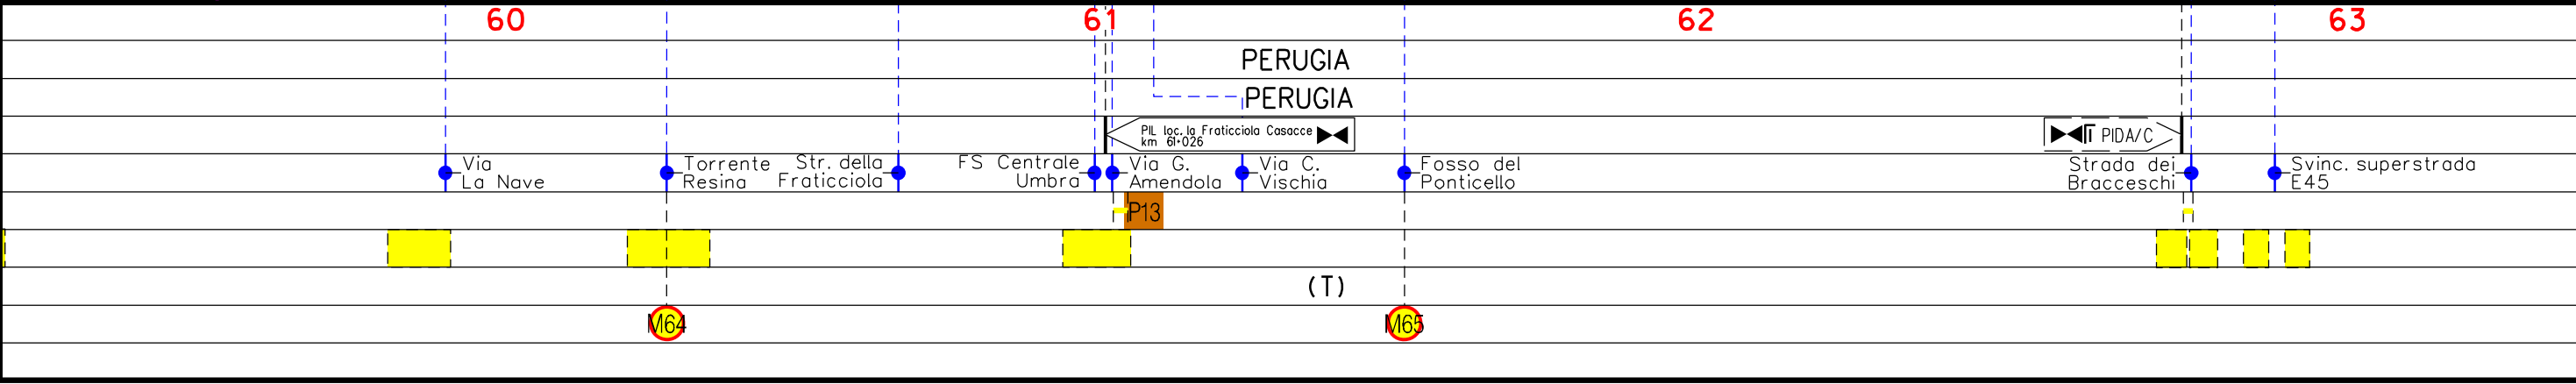 60 61 62 63
PERUGIA
PERUGIA
PIL loc. la Fraticciola Casacce
km 61+026
PIDA/C
Via
La Nave
Torrente
Resina
Str. della
Fraticciola
FS Centrale
Umbra
Via G.
Amendola
Via C.
Vischia
Fosso del
Ponticello
Strada dei
Bracceschi
Svinc. superstrada
E45
P13
(T)
M64
M65